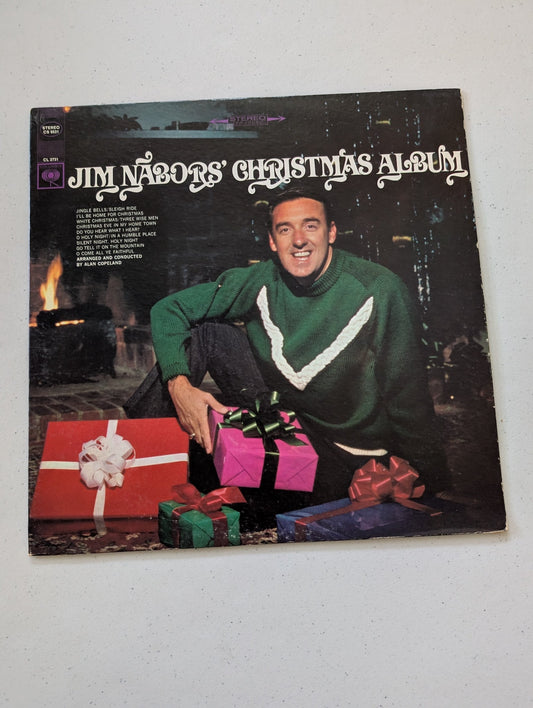 STEREO
CS 9531
STEREO
CL 2731
JIM NABORS' CHRISTMAS ALBUM
JINGLE BELLS/SLEIGH RIDE
I'LL BE HOME FOR CHRISTMAS
WHITE CHRISTMAS/THREE WISE MEN
CHRISTMAS EVE IN MY HOME TOWN
DO YOU HEAR WHAT I HEAR?
O HOLY NIGHT/IN A HUMBLE PLACE
SILENT NIGHT, HOLY NIGHT
GO TELL IT ON THE MOUNTAIN
O COME ALL YE FAITHFUL
ARRANGED AND CONDUCTED
BY ALAN COPELAND